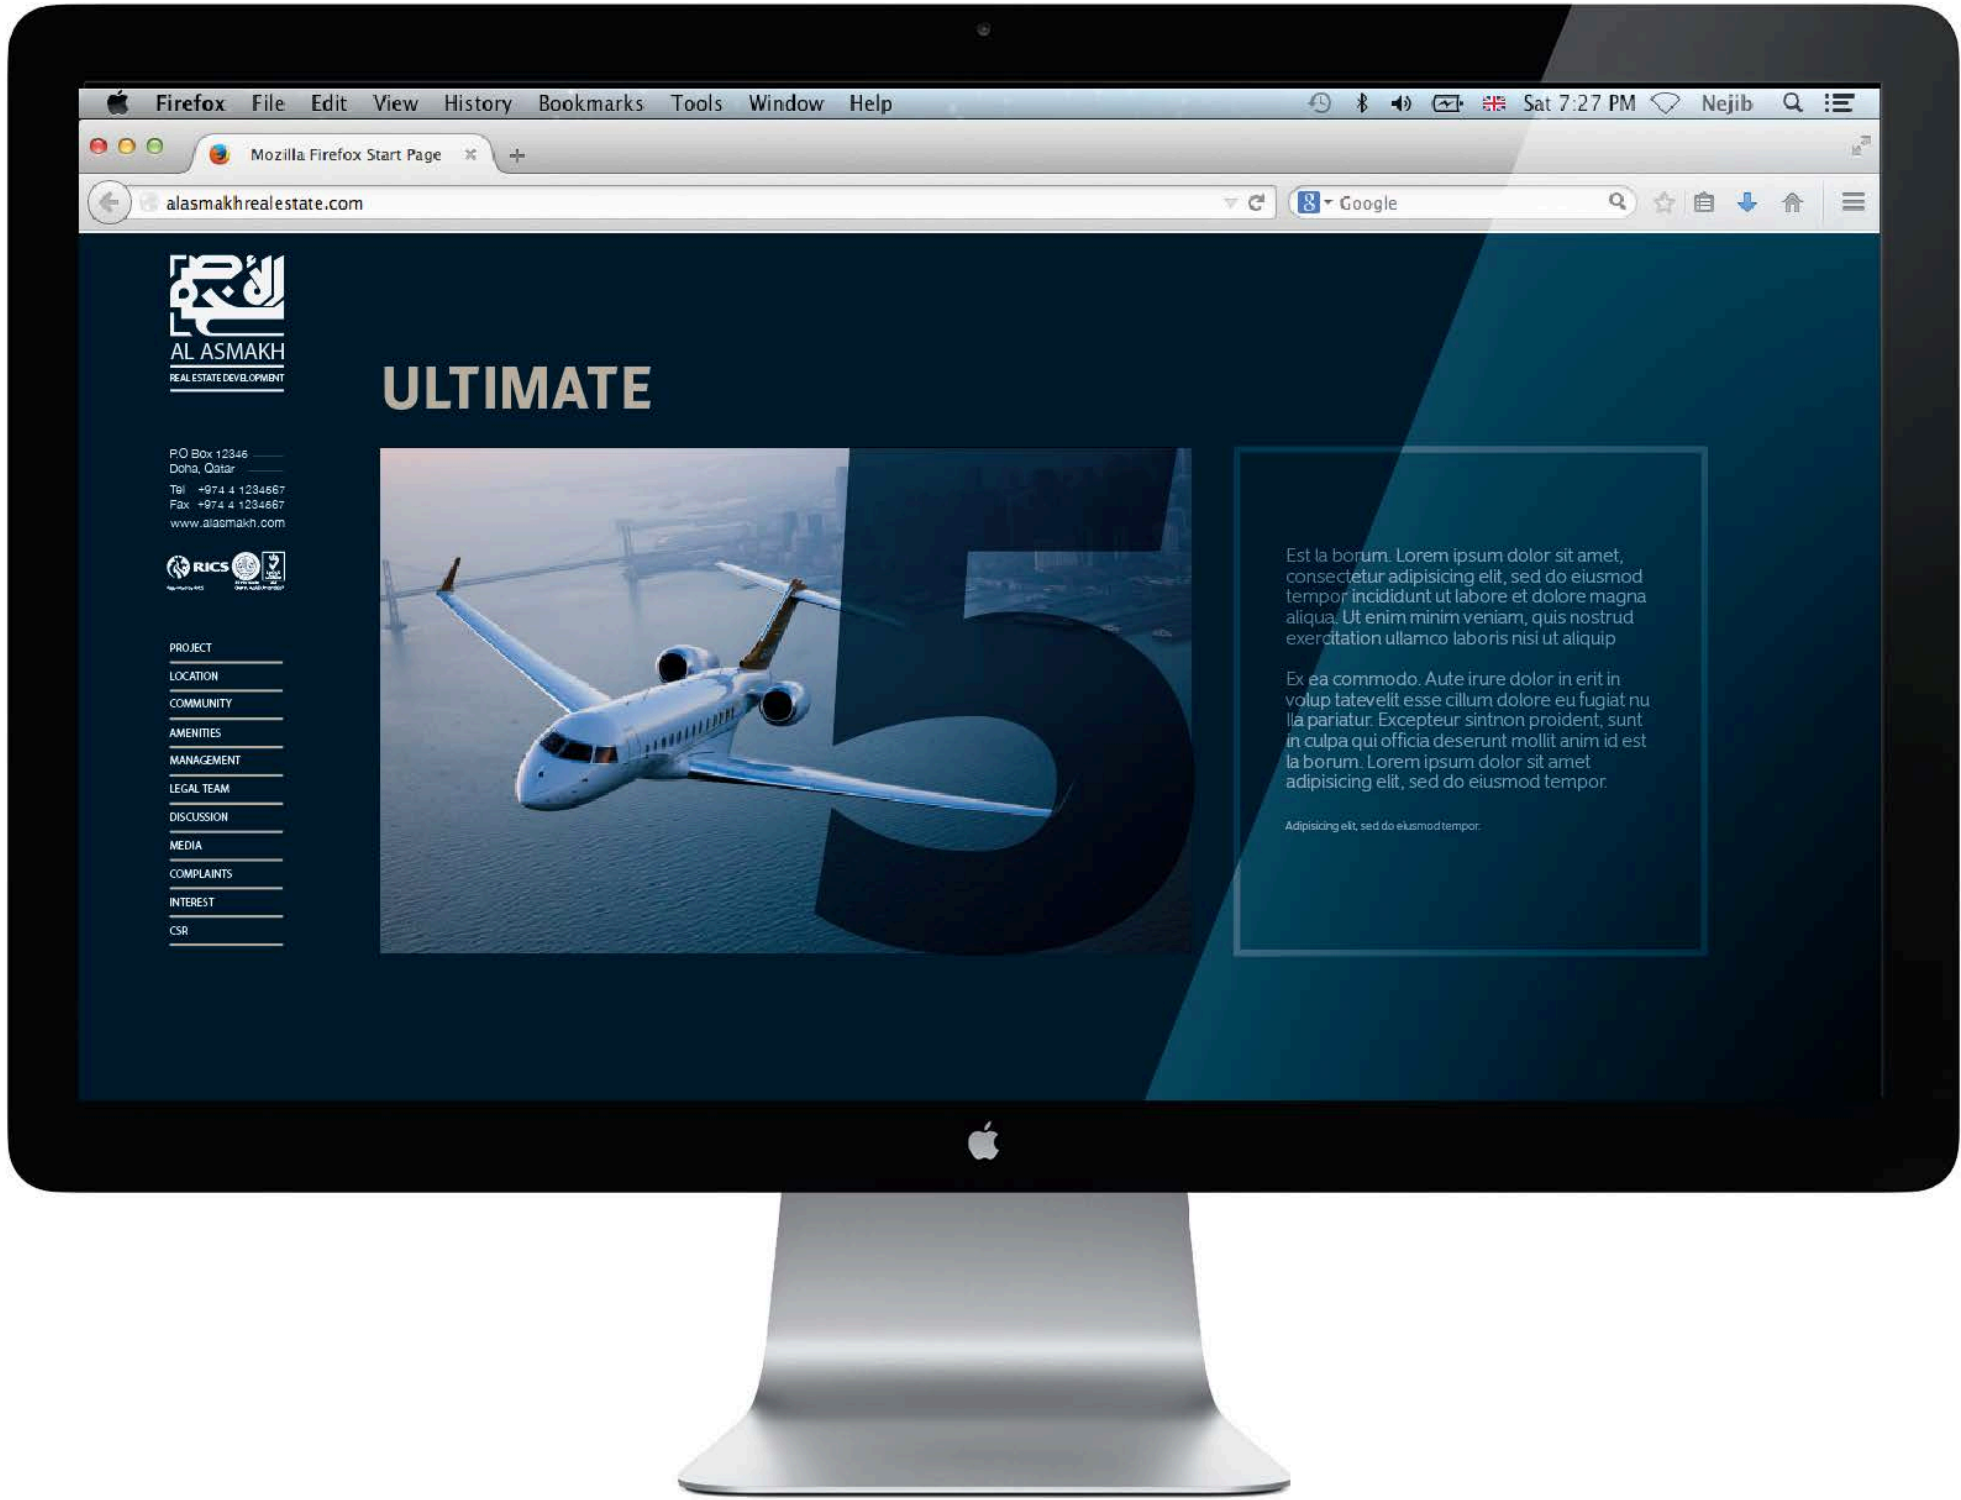 Firefox File Edit View History Bookmarks Tools Window Help Sat 7:27 PM Nejib
Mozilla Firefox Start Page
alasmakhrealestate.com
Google
AL ASMAKH
REAL ESTATE DEVELOPMENT
P.O Box 12346
Doha, Qatar
Tel +974 4 1234567
Fax +974 4 1234567
www.alasmakh.com
RICS
PROJECT
LOCATION
COMMUNITY
AMENITIES
MANAGEMENT
LEGAL TEAM
DISCUSSION
MEDIA
COMPLAINTS
INTEREST
CSR
ULTIMATE
5
Est la borum. Lorem ipsum dolor sit amet,
consectetur adipisicing elit, sed do eiusmod
tempor incididunt ut labore et dolore magna
aliqua. Ut enim minim veniam, quis nostrud
exercitation ullamco laboris nisi ut aliquip
Ex ea commodo. Aute irure dolor in erit in
volup tatevelit esse cillum dolore eu fugiat nu
lla pariatur. Excepteur sintnon proident, sunt
in culpa qui officia deserunt mollit anim id est
la borum. Lorem ipsum dolor sit amet
adipisicing elit, sed do eiusmod tempor.
Adipisicing elit, sed do eiusmod tempor.